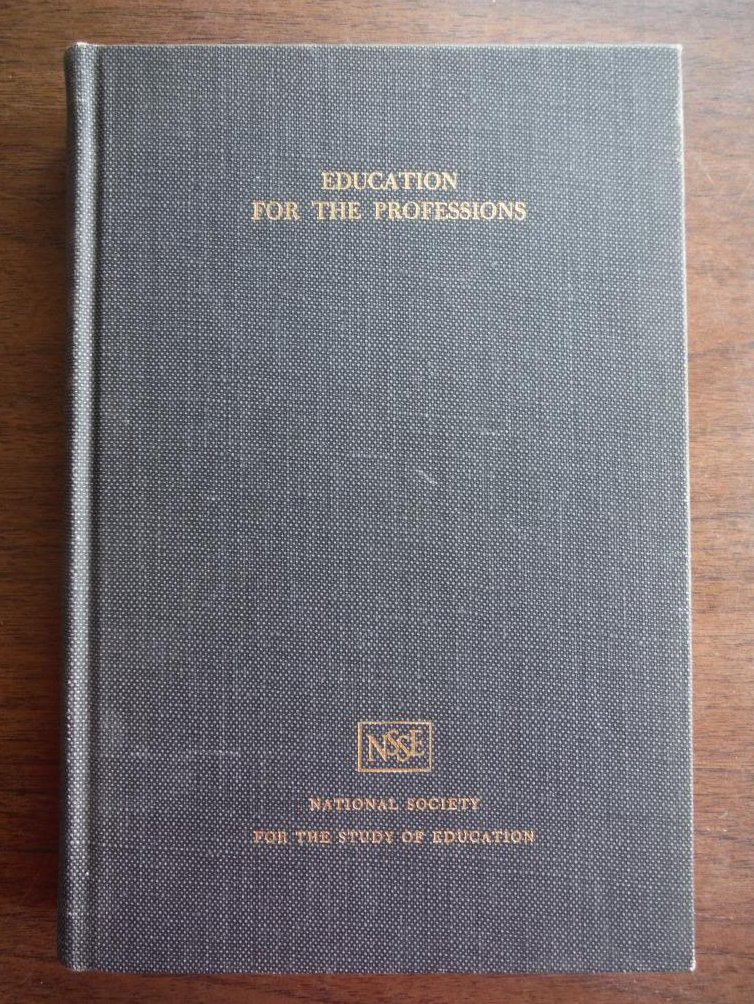 EDUCATION
FOR THE PROFESSIONS
NSSE
NATIONAL SOCIETY
FOR THE STUDY OF EDUCATION